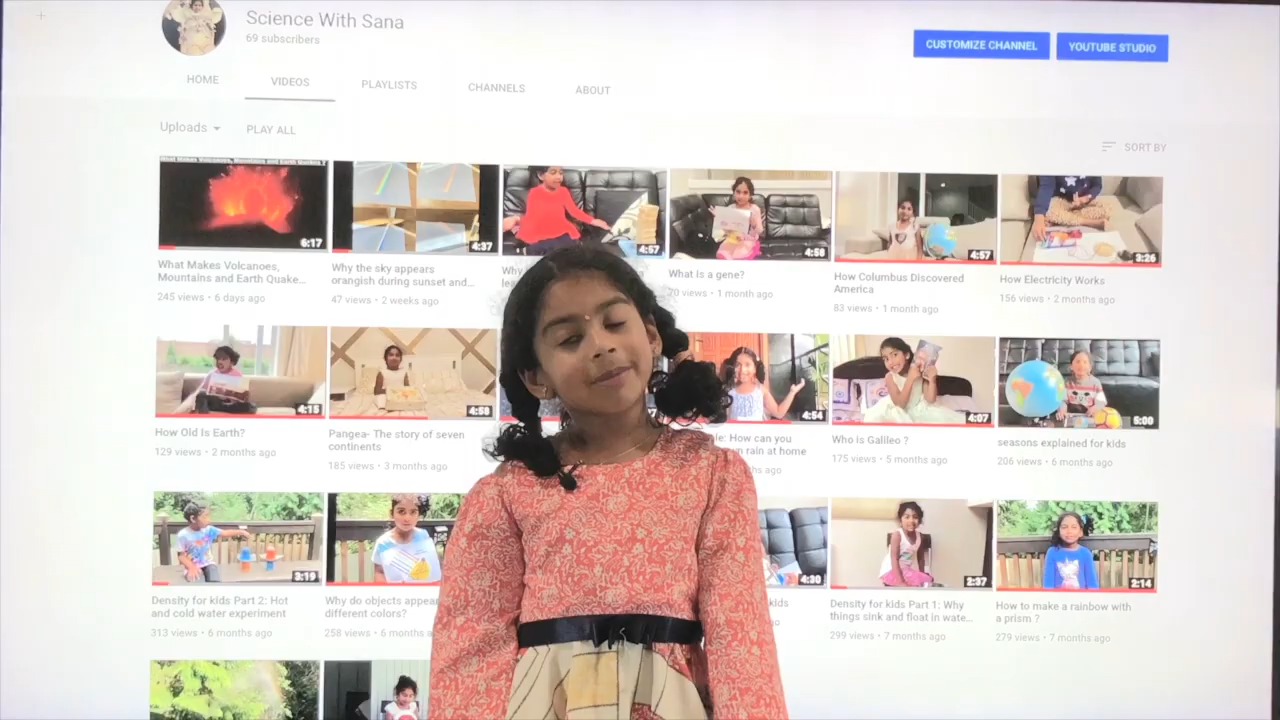 Science With Sana
69 subscribers
CUSTOMIZE CHANNEL
YOUTUBE STUDIO
HOME
VIDEOS
PLAYLISTS
CHANNELS
ABOUT
Uploads
PLAY ALL
SORT BY
What Makes Volcanoes, Mountains and Earth Quakes ?
6:17
4:37
4:57
4:58
4:57
3:26
What Makes Volcanoes,
Mountains and Earth Quake...
245 views • 6 days ago
Why the sky appears
orangish during sunset and...
47 views • 2 weeks ago
Why
What is a gene?
70 views • 1 month ago
How Columbus Discovered
America
83 views • 1 month ago
How Electricity Works
156 views • 2 months ago
4:15
4:58
4:54
4:07
5:00
How Old Is Earth?
129 views • 2 months ago
Pangea- The story of seven
continents
185 views • 3 months ago
How can you
rain at home
ago
Who is Galileo ?
175 views • 5 months ago
seasons explained for kids
206 views • 6 months ago
3:19
4:30
2:37
2:14
Density for kids Part 2: Hot
and cold water experiment
313 views • 6 months ago
Why do objects appear
different colors?
258 views • 6 months
kids
Density for kids Part 1: Why
things sink and float in wate...
299 views • 7 months ago
How to make a rainbow with
a prism ?
279 views • 7 months ago